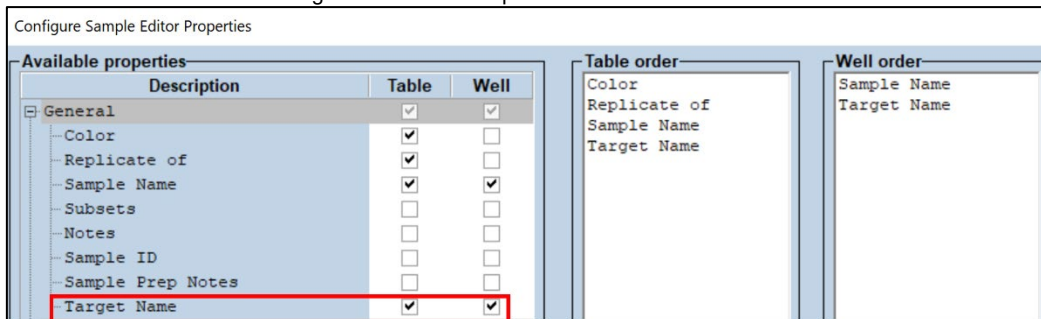 Configure Sample Editor Properties
Available properties
Description Table Well
General
Color
Replicate of
Sample Name
Subsets
Notes
Sample ID
Sample Prep Notes
Target Name
Table order
Color
Replicate of
Sample Name
Target Name
Well order
Sample Name
Target Name